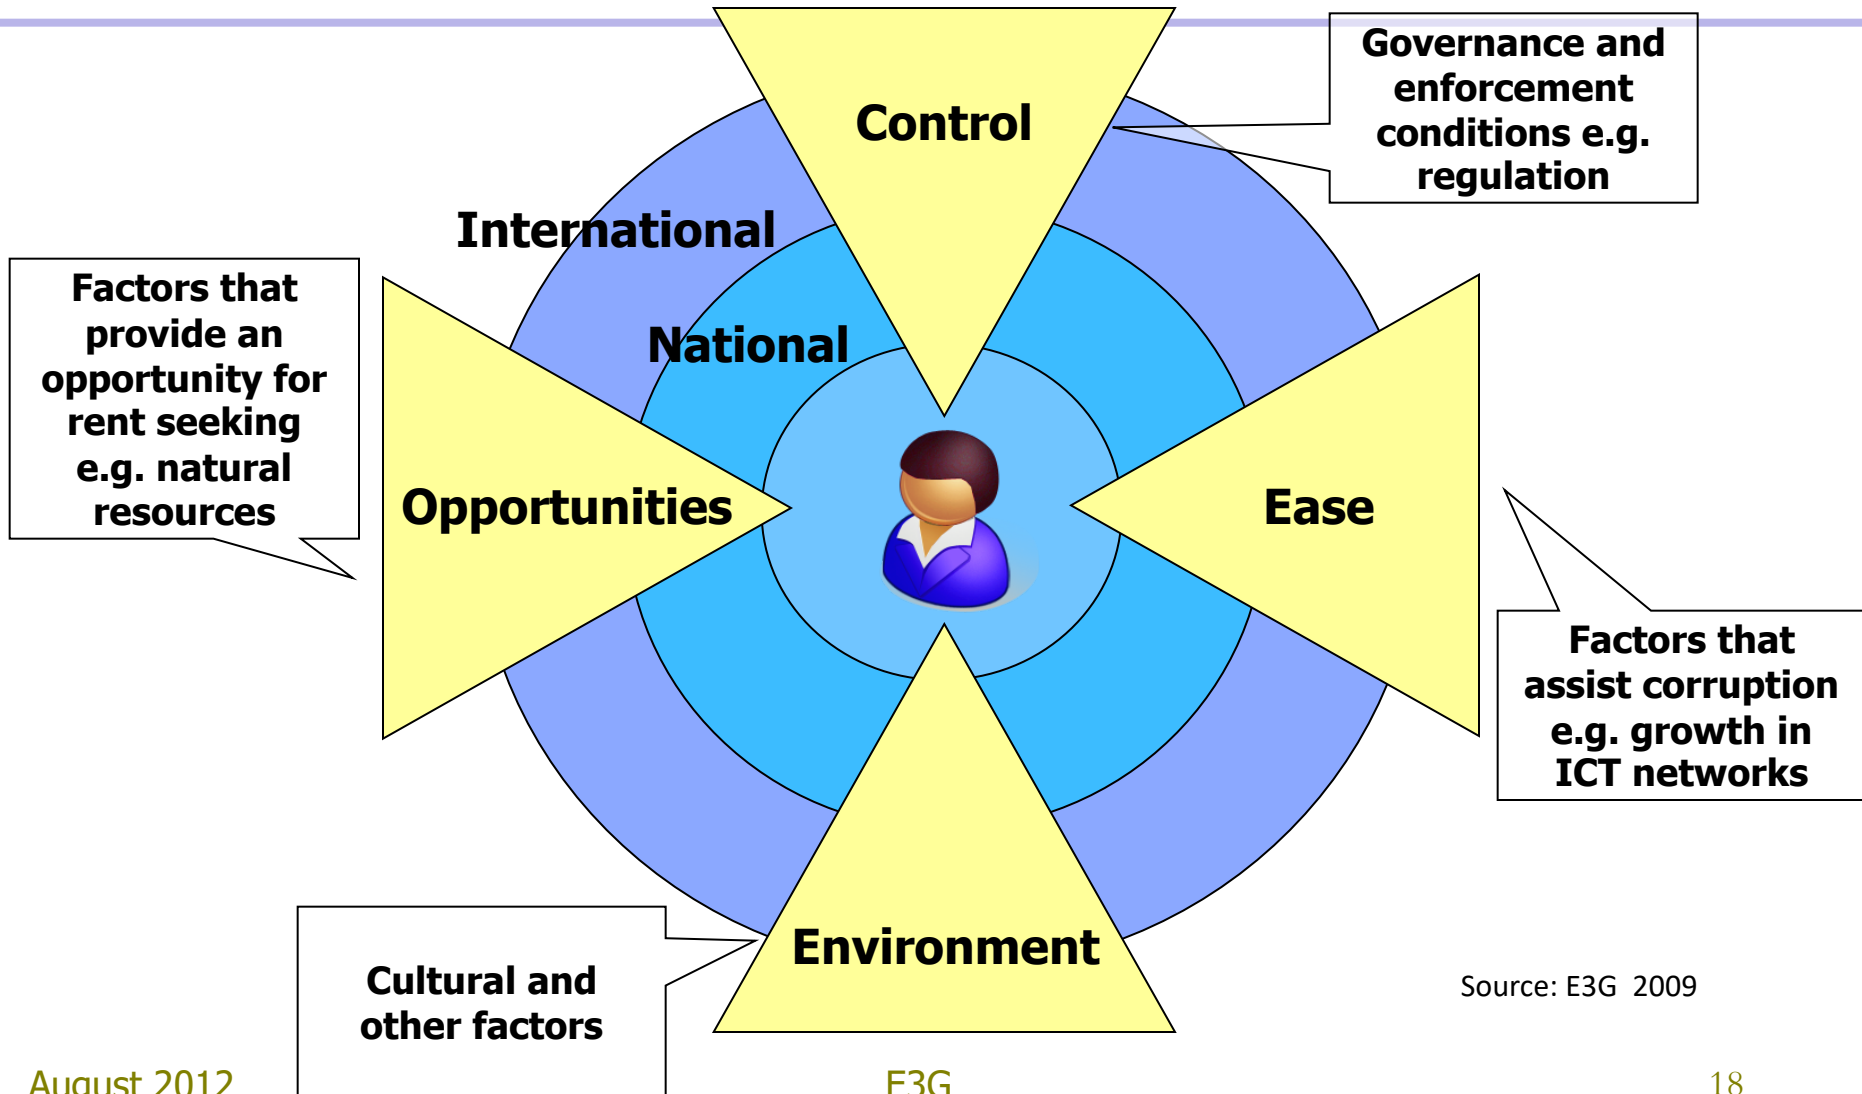 Control
Governance and
enforcement
conditions e.g.
regulation
International
National
Factors that
provide an
opportunity for
rent seeking
e.g. natural
resources
Opportunities
Ease
Factors that
assist corruption
e.g. growth in
ICT networks
Environment
Cultural and
other factors
Source: E3G 2009
August 2012
E3G
18